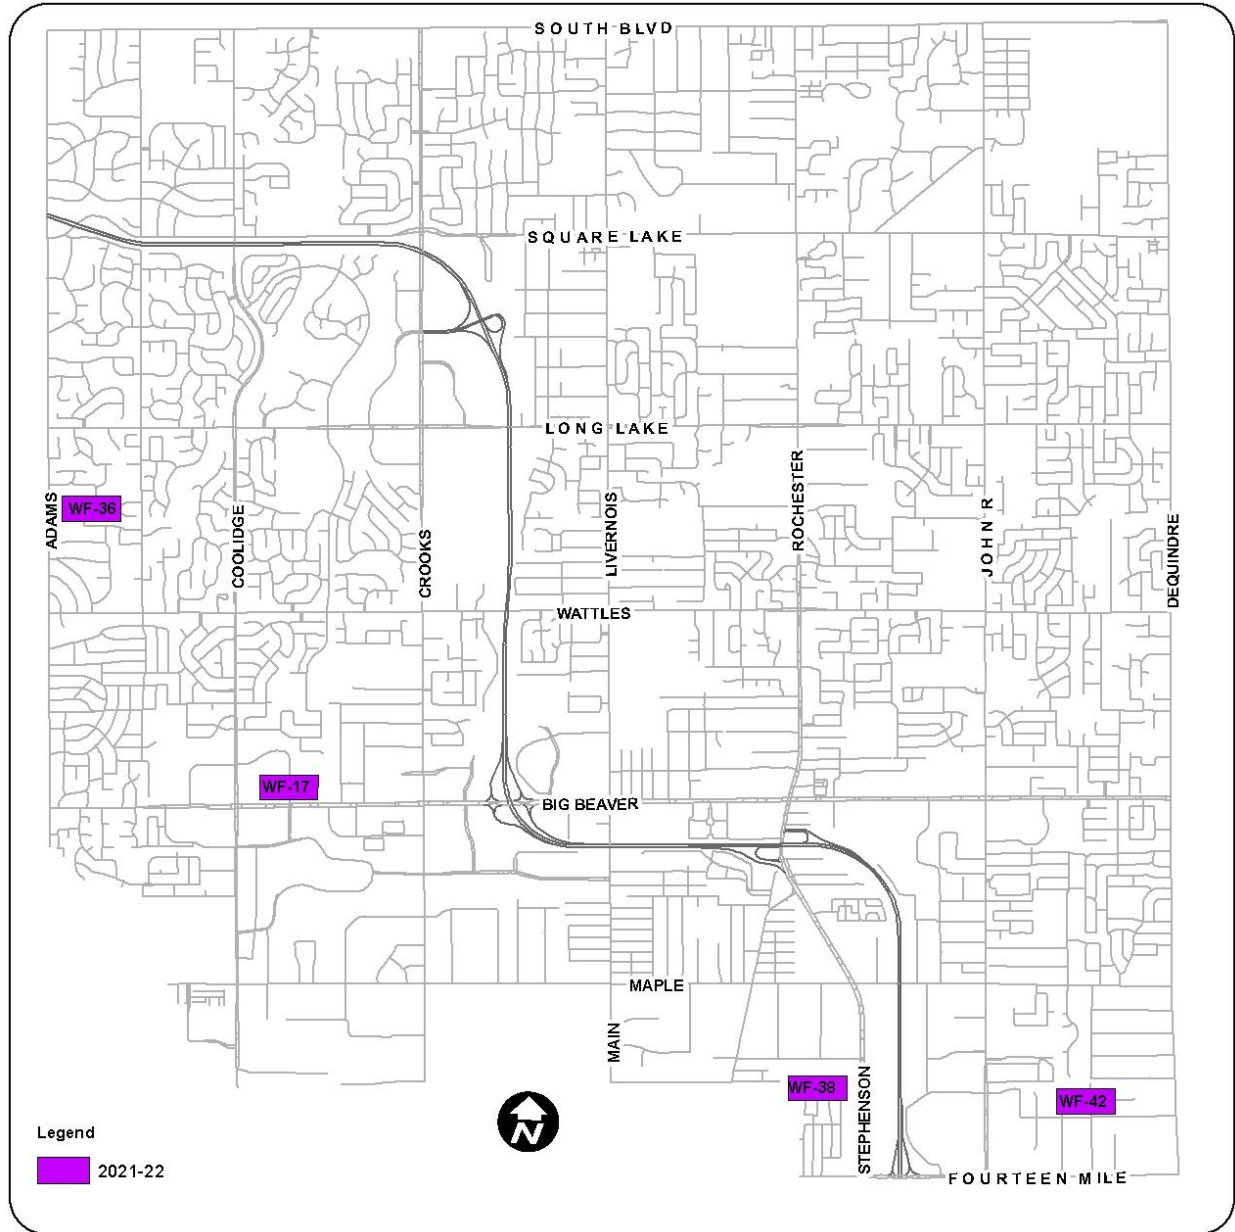 SOUTH BLVD
SQUARE LAKE
LONG LAKE
ADAMS
WF-36
COOLIDGE
CROOKS
LIVERNOIS
ROCHESTER
JOHN R
DEQUINDRE
WATTLES
WF-17
BIG BEAVER
MAPLE
MAIN
WF-38
STEPHENSON
WF-42
N
Legend
2021-22
FOURTEEN MILE